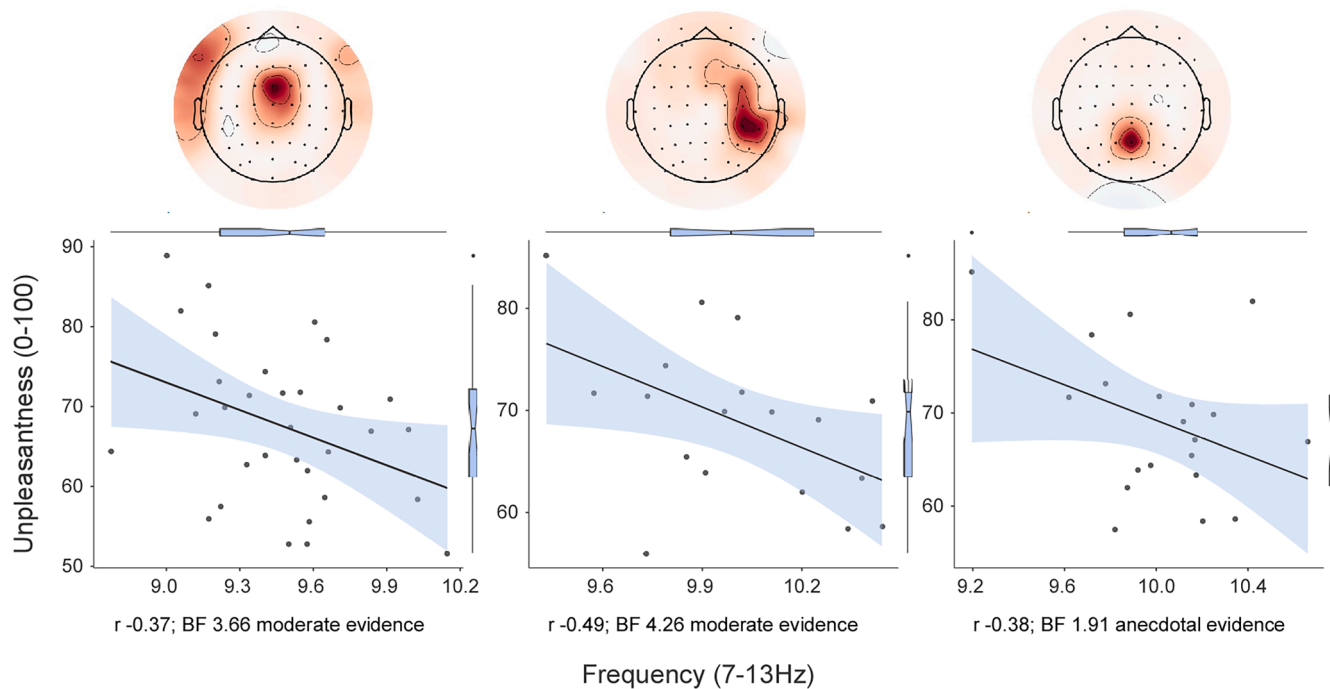 Unpleasantness (0-100)
90
80
70
60
50
9.0 9.3 9.6 9.9 10.2
r -0.37; BF 3.66 moderate evidence
80
70
60
9.6 9.9 10.2
r -0.49; BF 4.26 moderate evidence
80
70
60
9.2 9.6 10.0 10.4
r -0.38; BF 1.91 anecdotal evidence
Frequency (7-13Hz)